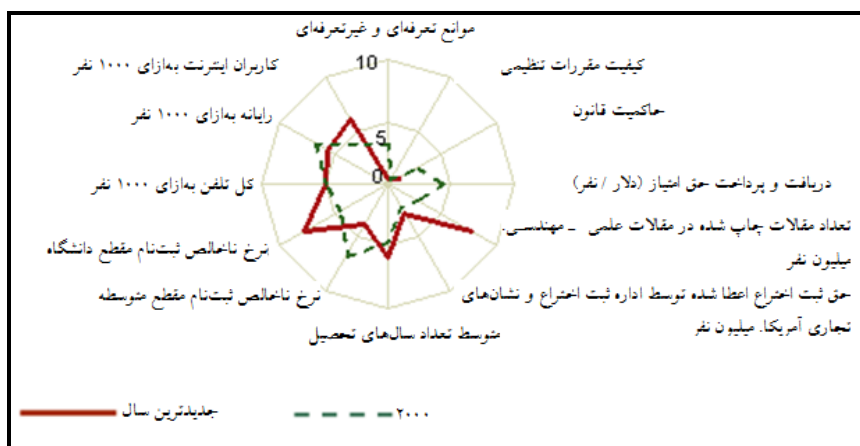 موانع تعرفه‌ای و غیرتعرفه‌ای
10
کیفیت مقررات تنظیمی
کاربران اینترنت به‌ازای ۱۰۰۰ نفر
حاکمیت قانون
رایانه به‌ازای ۱۰۰۰ نفر
5
0
دریافت و پرداخت حق امتیاز (دلار / نفر)
کل تلفن به‌ازای ۱۰۰۰ نفر
تعداد مقالات چاپ شده در مقالات علمی – مهندسی.
میلیون نفر
نرخ ناخالص ثبت‌نام مقطع دانشگاه
حق ثبت اختراع اعطا شده توسط اداره ثبت اختراع و نشان‌های
تجاری آمریکا. میلیون نفر
نرخ ناخالص ثبت‌نام مقطع متوسطه
متوسط تعداد سال‌های تحصیل
جدیدترین سال
۲۰۰۰